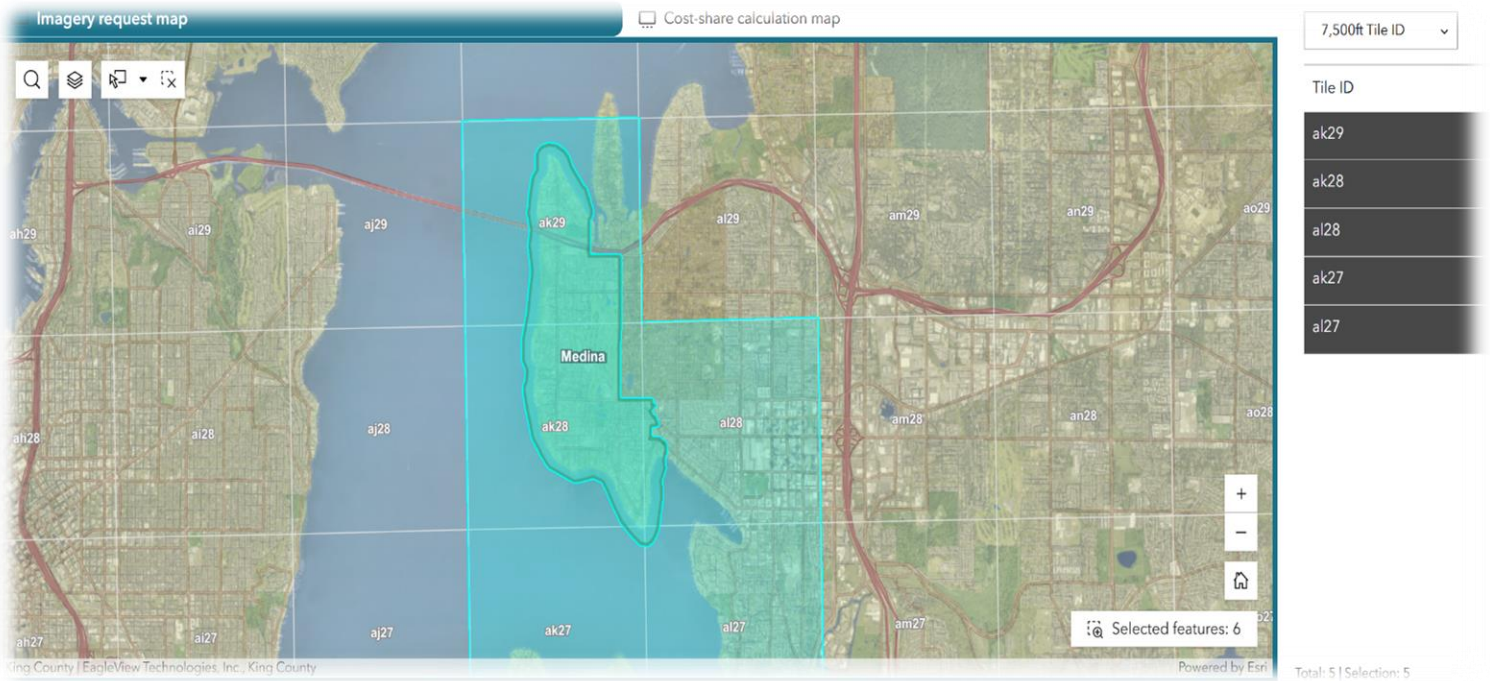 Imagery request map
Cost-share calculation map
7,500ft Tile ID
Tile ID
ak29
ak28
al28
ak27
al27
ah29
ai29
aj29
ak29
al29
am29
an29
ao29
Medina
ah28
ai28
aj28
ak28
al28
am28
an28
ao28
ah27
ai27
aj27
ak27
al27
am27
Selected features: 6
King County | EagleView Technologies, Inc., King County
Powered by Esri
Total: 5 | Selection: 5